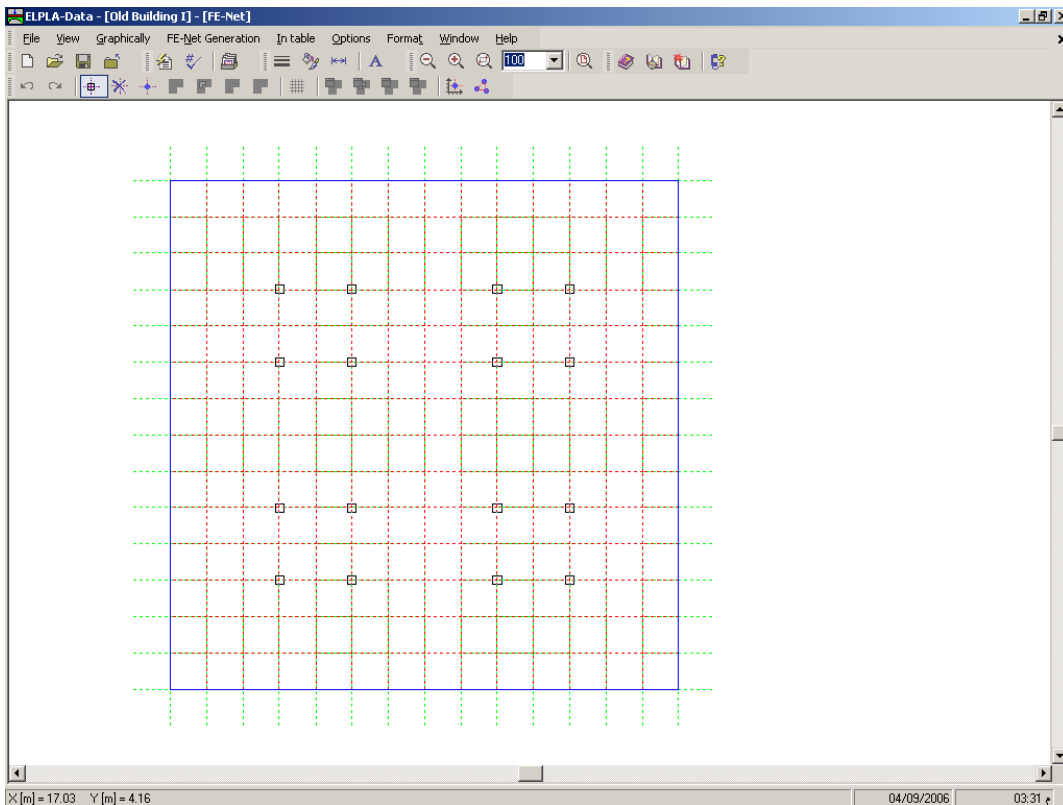 ELPLA-Data - [Old Building I] - [FE-Net]
File View Graphically FE-Net Generation In table Options Format Window Help
A 100
X [m] = 17.03 Y [m] = 4.16 04/09/2006 03:31 م